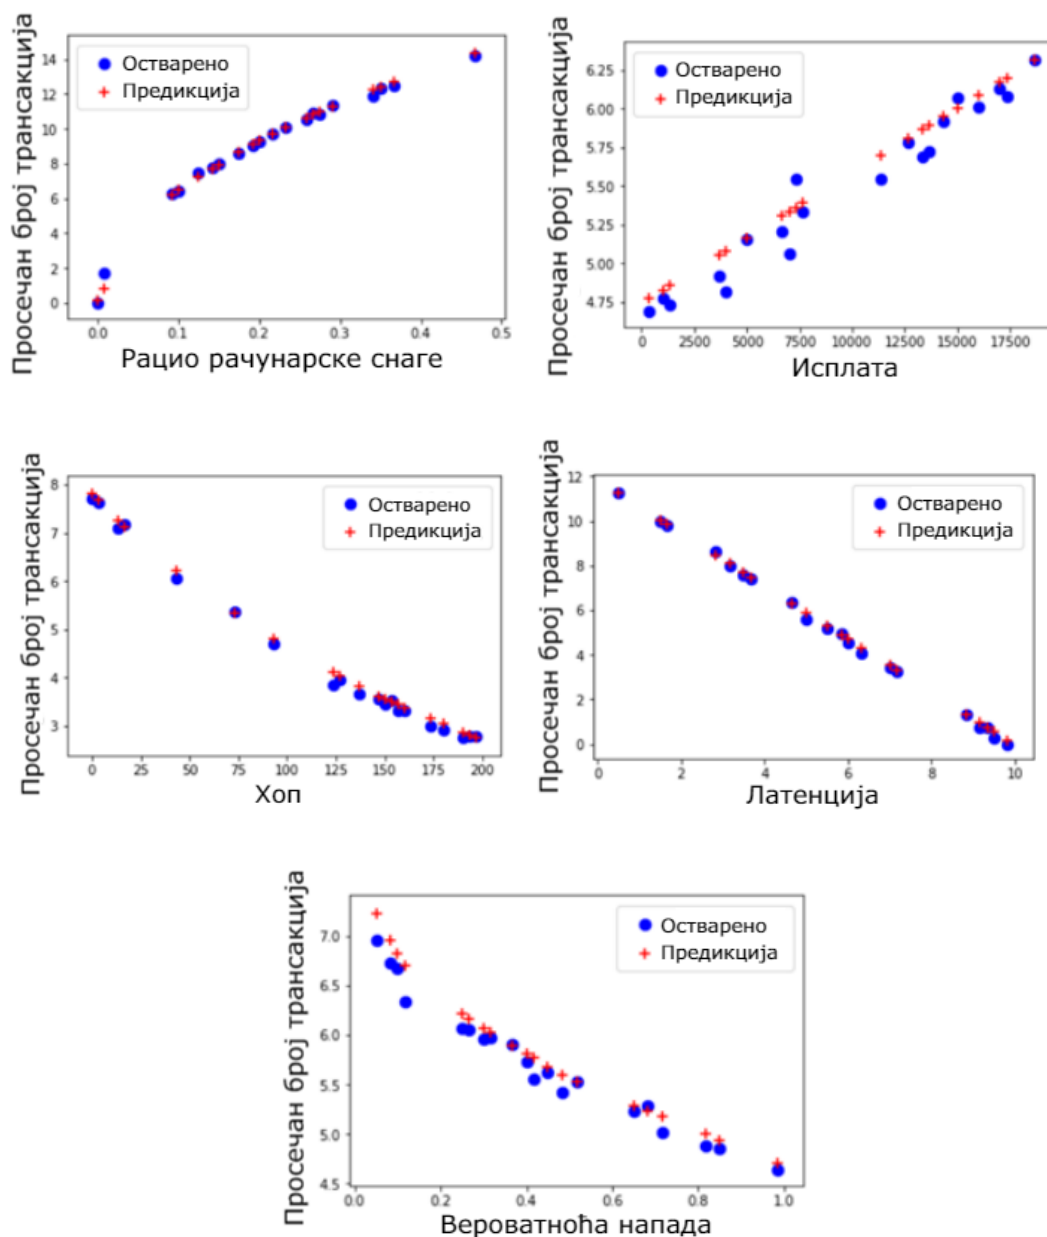 Просечан број трансакција
14
12
10
8
6
4
2
0
Остварено
Предикција
0.0 0.1 0.2 0.3 0.4 0.5
Рацио рачунарске снаге
Просечан број трансакција
6.25
6.00
5.75
5.50
5.25
5.00
4.75
Остварено
Предикција
0 2500 5000 7500 10000 12500 15000 17500
Исплата
Просечан број трансакција
8
7
6
5
4
3
Остварено
Предикција
0 25 50 75 100 125 150 175 200
Хоп
Просечан број трансакција
12
10
8
6
4
2
0
Остварено
Предикција
0 2 4 6 8 10
Латенција
Просечан број трансакција
7.0
6.5
6.0
5.5
5.0
4.5
Остварено
Предикција
0.0 0.2 0.4 0.6 0.8 1.0
Вероватноћа напада